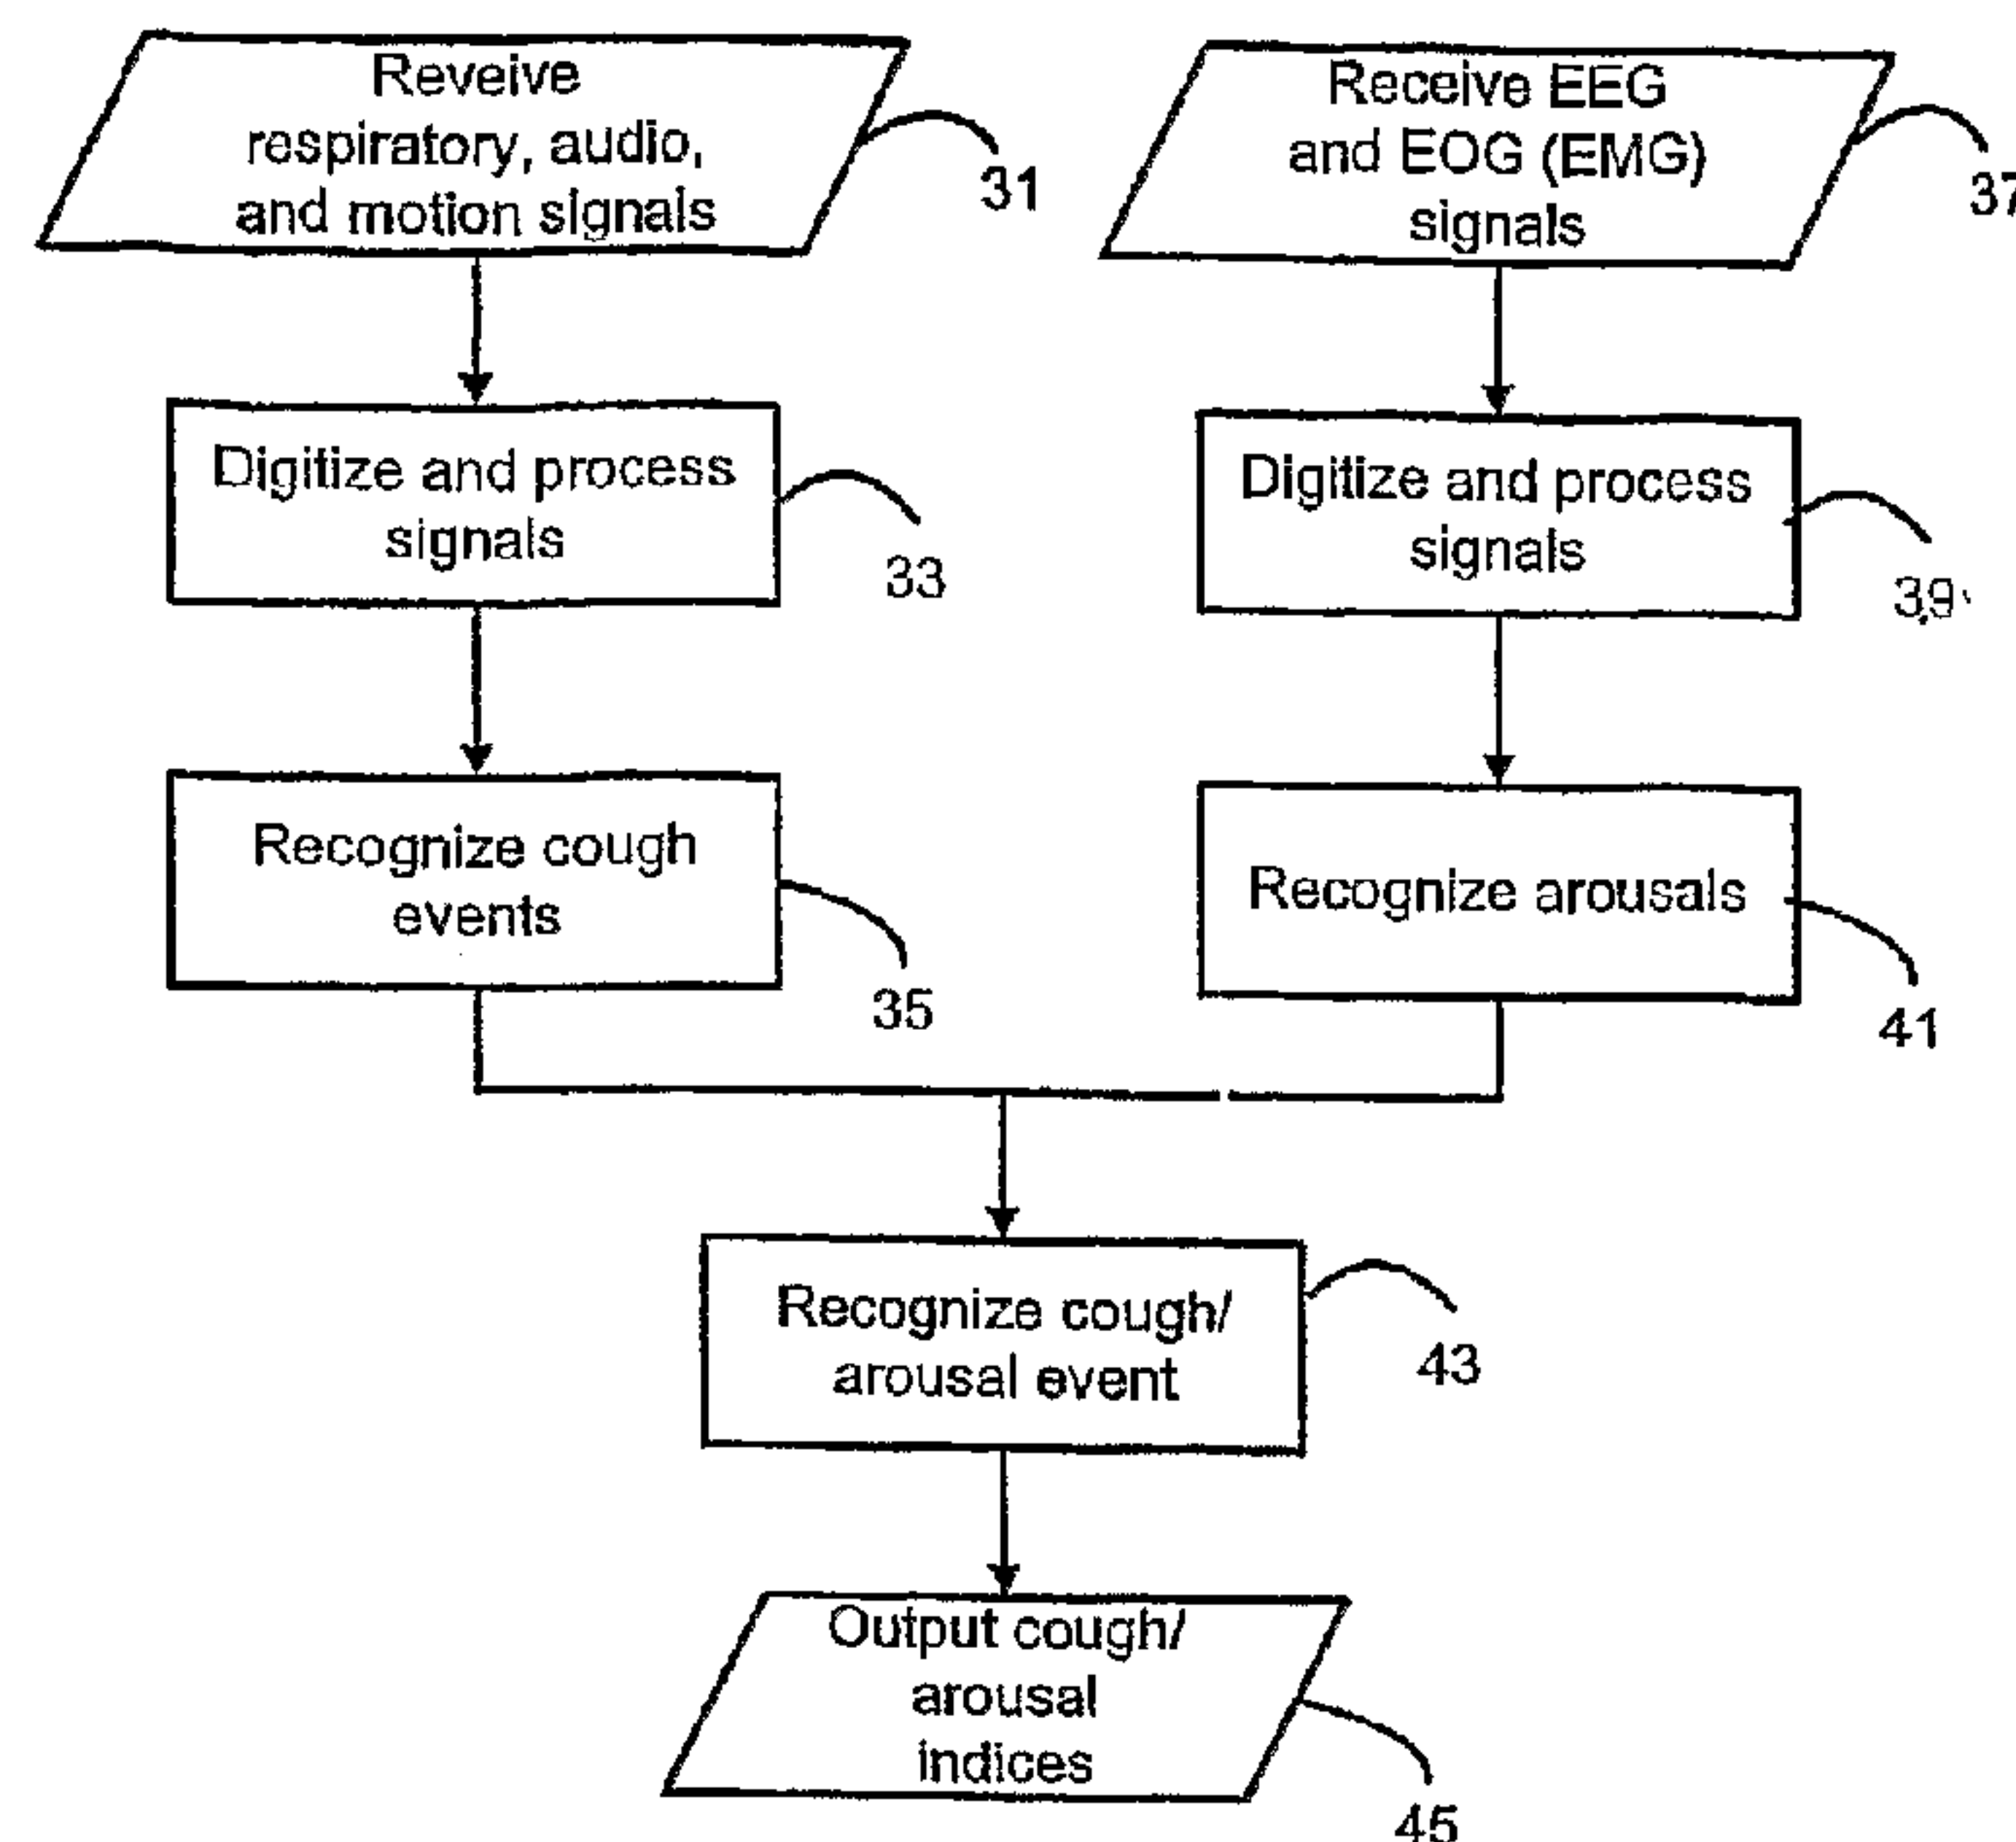 Reveive
respiratory, audio,
and motion signals
31
Receive EEG
and EOG (EMG)
signals
37
Digitize and process
signals
33
Digitize and process
signals
39
Recognize cough
events
35
Recognize arousals
41
Recognize cough/
arousal event
43
Output cough/
arousal
indices
45